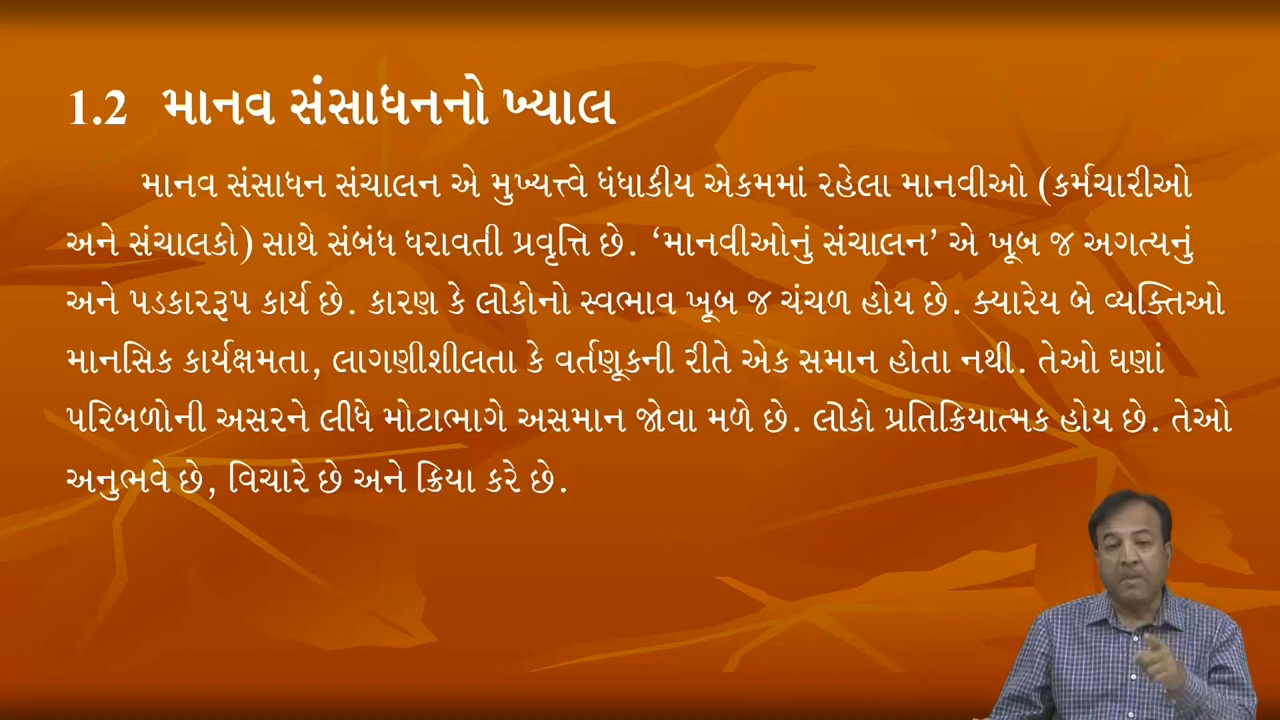 1.2 માનવ સંસાધનનો ખ્યાલ
માનવ સંસાધન સંચાલન એ મુખ્યત્ત્વે ધંધાકીય એકમમાં રહેલા માનવીઓ (કર્મચારીઓ
અને સંચાલકો) સાથે સંબંધ ધરાવતી પ્રવૃત્તિ છે. ‘માનવીઓનું સંચાલન’ એ ખૂબ જ અગત્યનું
અને પડકારરૂપ કાર્ય છે. કારણ કે લોકોનો સ્વભાવ ખૂબ જ ચંચળ હોય છે. ક્યારેય બે વ્યક્તિઓ
માનસિક કાર્યક્ષમતા, લાગણીશીલતા કે વર્તણૂકની રીતે એક સમાન હોતા નથી. તેઓ ઘણાં
પરિબળોની અસરને લીધે મોટાભાગે અસમાન જોવા મળે છે. લોકો પ્રતિક્રિયાત્મક હોય છે. તેઓ
અનુભવે છે, વિચારે છે અને ક્રિયા કરે છે.